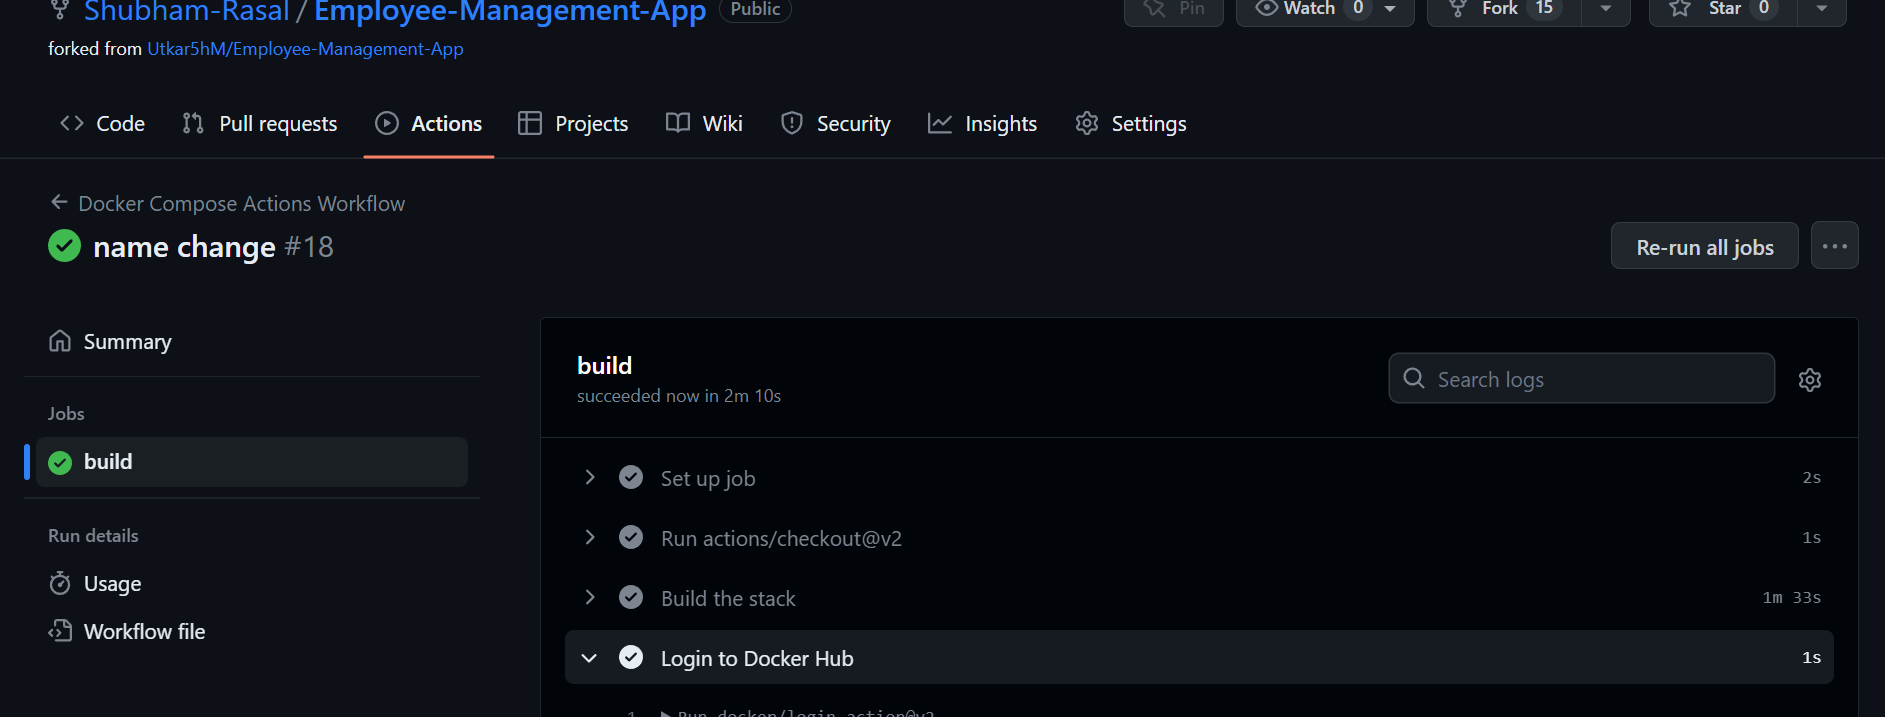 Shubham-Rasal / Employee-Management-App Public Pin Watch 0 Fork 15 Star 0
forked from Utkar5hM/Employee-Management-App
Code Pull requests Actions Projects Wiki Security Insights Settings
Docker Compose Actions Workflow
name change #18
Re-run all jobs
Summary
Jobs
build
Run details
Usage
Workflow file
build
succeeded now in 2m 10s
Search logs
Set up job 2s
Run actions/checkout@v2 1s
Build the stack 1m 33s
Login to Docker Hub 1s
1 Run docker/login-action@v2